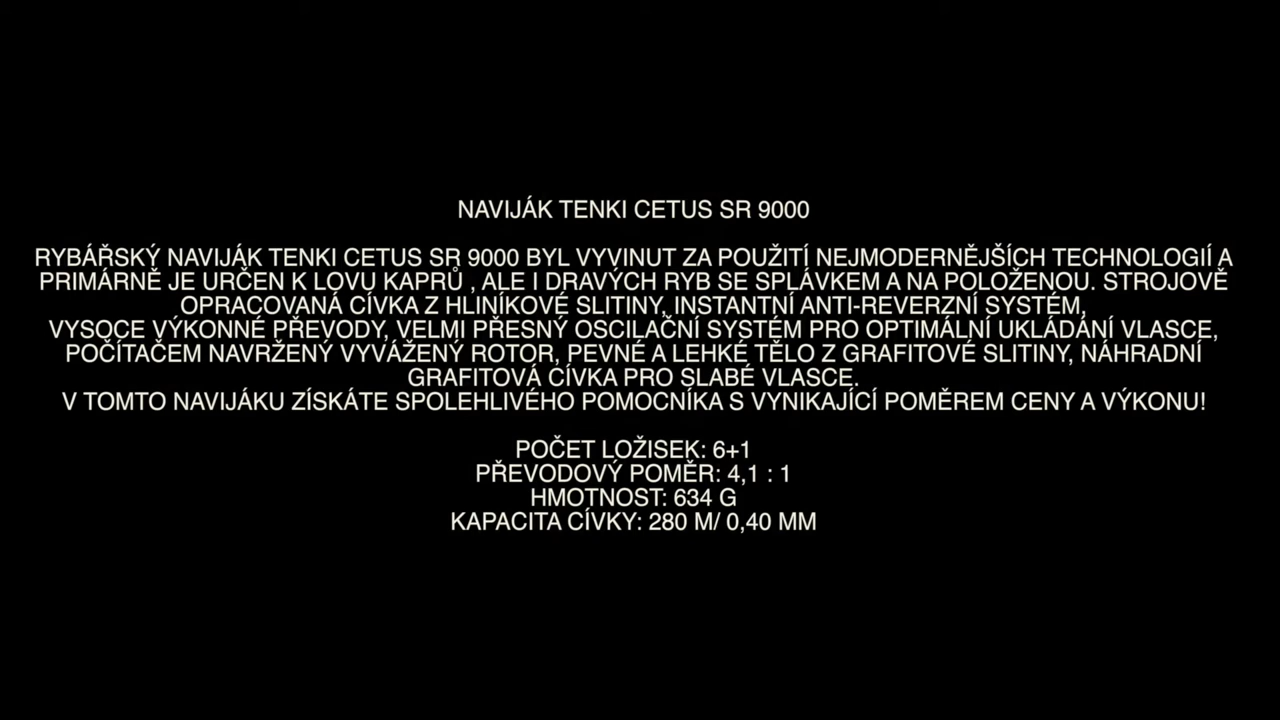 NAVIJÁK TENKI CETUS SR 9000
RYBÁŘSKÝ NAVIJÁK TENKI CETUS SR 9000 BYL VYVINUT ZA POUŽITÍ NEJMODERNĚJŠÍCH TECHNOLOGIÍ A
PRIMÁRNĚ JE URČEN K LOVU KAPRŮ , ALE I DRAVÝCH RYB SE SPLÁVKEM A NA POLOŽENOU. STROJOVĚ
OPRACOVANÁ CÍVKA Z HLINÍKOVÉ SLITINY, INSTANTNÍ ANTI-REVERZNÍ SYSTÉM,
VYSOCE VÝKONNÉ PŘEVODY, VELMI PŘESNÝ OSCILAČNÍ SYSTÉM PRO OPTIMÁLNÍ UKLÁDÁNÍ VLASCE,
POČÍTAČEM NAVRŽENÝ VYVÁŽENÝ ROTOR, PEVNÉ A LEHKÉ TĚLO Z GRAFITOVÉ SLITINY, NÁHRADNÍ
GRAFITOVÁ CÍVKA PRO SLABÉ VLASCE.
V TOMTO NAVIJÁKU ZÍSKÁTE SPOLEHLIVÉHO POMOCNÍKA S VYNIKAJÍCÍ POMĚREM CENY A VÝKONU!
POČET LOŽISEK: 6+1
PŘEVODOVÝ POMĚR: 4,1 : 1
HMOTNOST: 634 G
KAPACITA CÍVKY: 280 M/ 0,40 MM